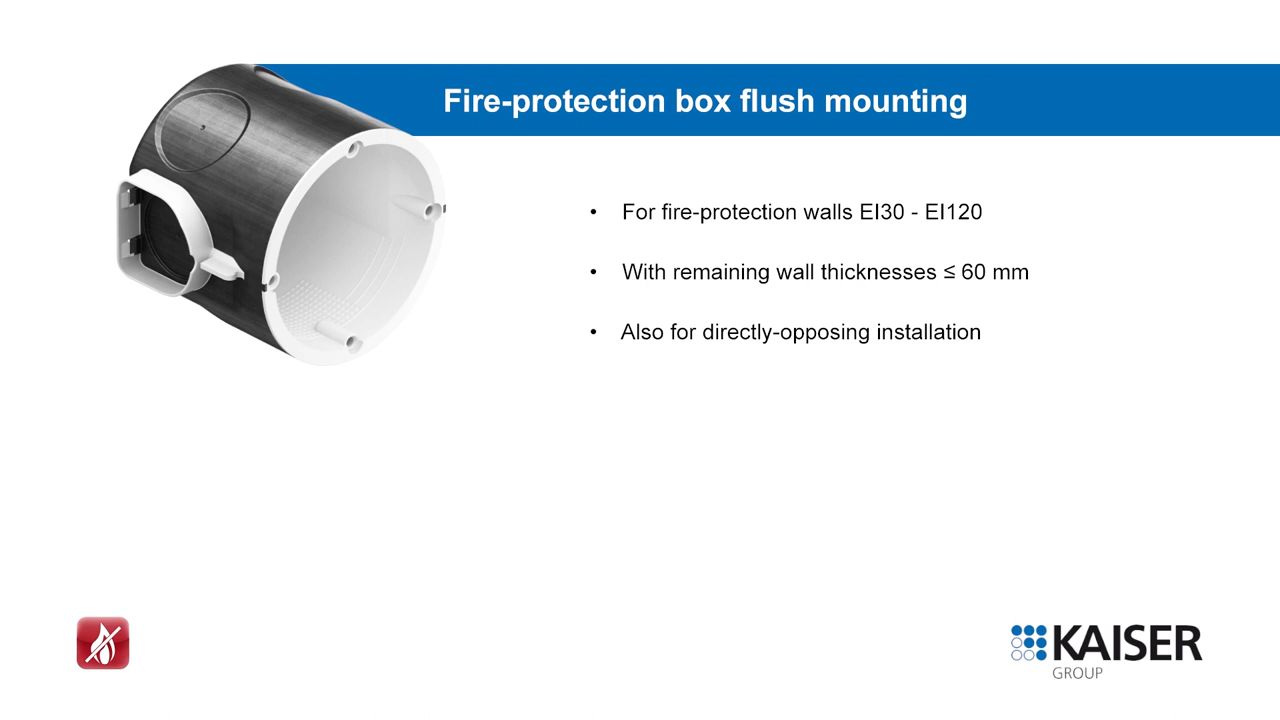 Fire-protection box flush mounting
• For fire-protection walls EI30 - EI120
• With remaining wall thicknesses ≤ 60 mm
• Also for directly-opposing installation
KAISER
GROUP